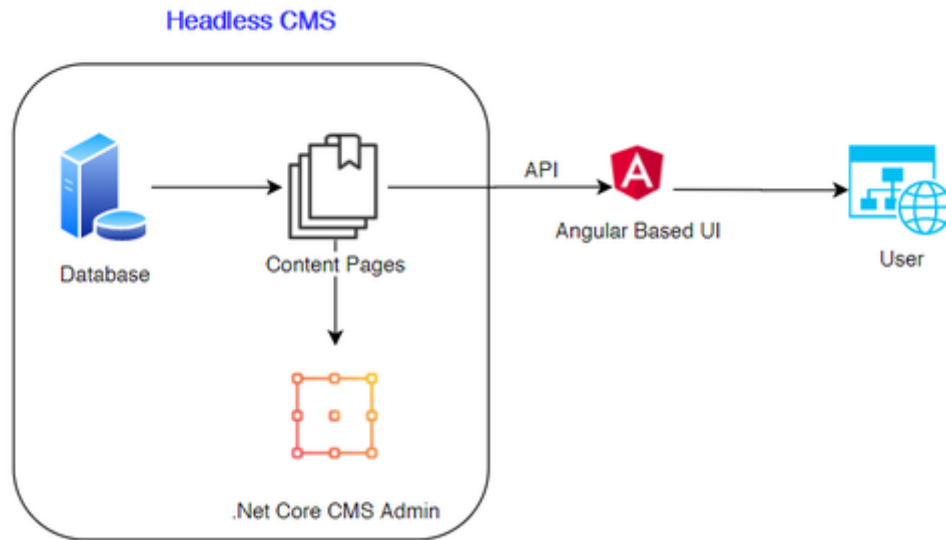 Headless CMS
API
Angular Based UI
User
Database
Content Pages
.Net Core CMS Admin